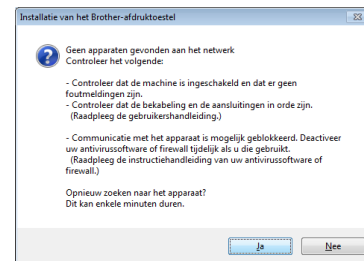 Installatie van het Brother-afdruktoestel
Geen apparaten gevonden aan het netwerk
Controleer het volgende:
- Controleer dat de machine is ingeschakeld en dat er geen
foutmeldingen zijn.
- Controleer dat de bekabeling en de aansluitingen in orde zijn.
(Raadpleeg de gebruikershandleiding.)
- Communicatie met het apparaat is mogelijk geblokkeerd. Deactiveer
uw antivirussoftware of firewall tijdelijk als u die gebruikt.
(Raadpleeg de instructiehandleiding van uw antivirussoftware of
firewall.)
Opnieuw zoeken naar het apparaat?
Dit kan enkele minuten duren.
Ja Nee